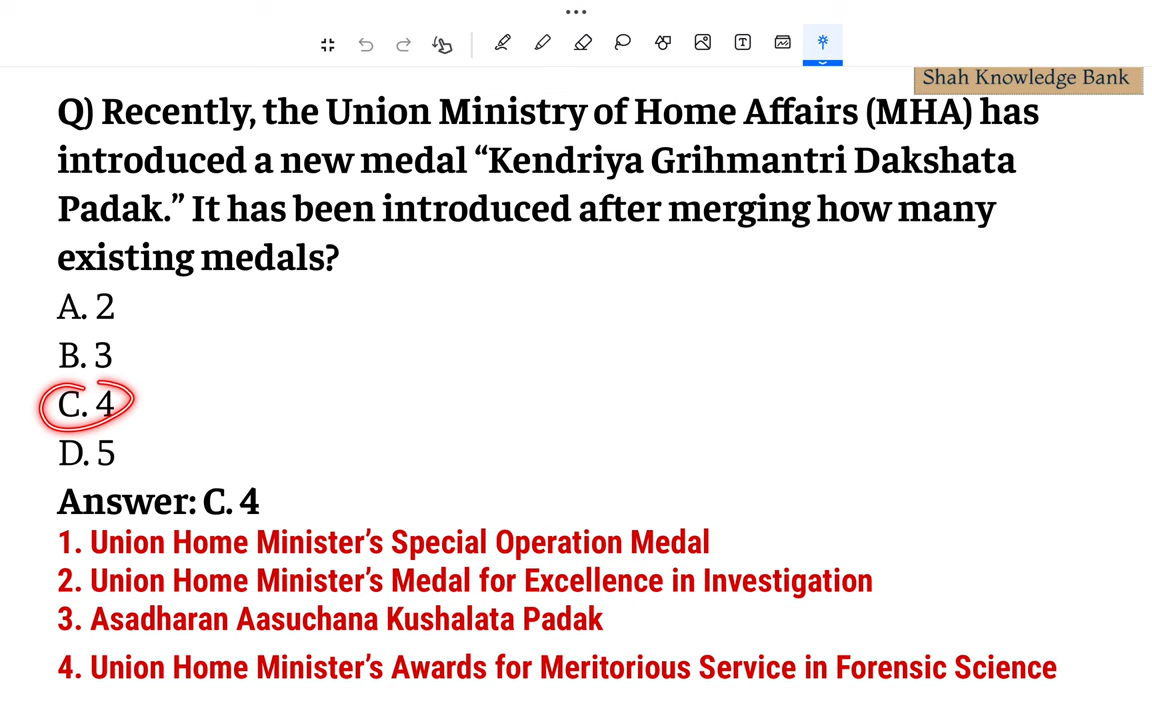 Shah Knowledge Bank
Q) Recently, the Union Ministry of Home Affairs (MHA) has
introduced a new medal “Kendriya Grihmantri Dakshata
Padak.” It has been introduced after merging how many
existing medals?
A. 2
B. 3
C. 4
D. 5
Answer: C. 4
1. Union Home Minister’s Special Operation Medal
2. Union Home Minister’s Medal for Excellence in Investigation
3. Asadharan Aasuchana Kushalata Padak
4. Union Home Minister’s Awards for Meritorious Service in Forensic Science